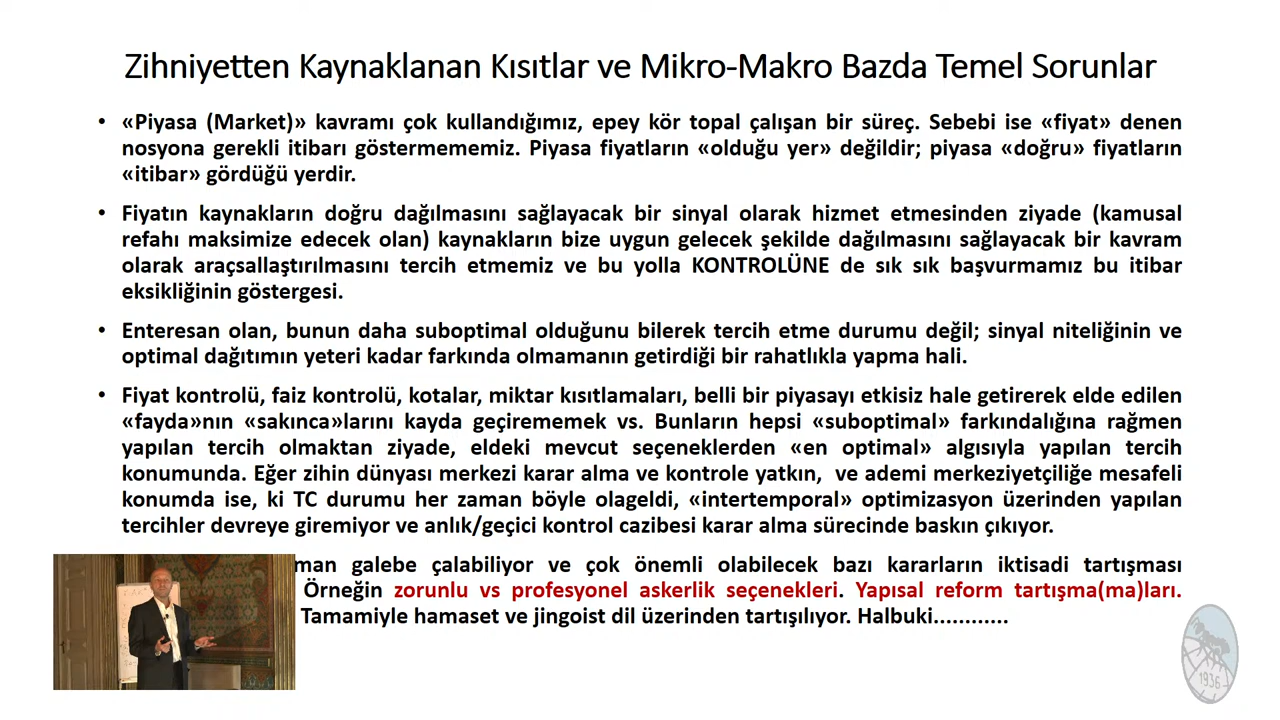 Zihniyetten Kaynaklanan Kısıtlar ve Mikro-Makro Bazda Temel Sorunlar
• «Piyasa (Market)» kavramı çok kullandığımız, epey kör topal çalışan bir süreç. Sebebi ise «fiyat» denen
nosyona gerekli itibarı göstermememiz. Piyasa fiyatların «olduğu yer» değildir; piyasa «doğru» fiyatların
«itibar» gördüğü yerdir.
• Fiyatın kaynakların doğru dağılmasını sağlayacak bir sinyal olarak hizmet etmesinden ziyade (kamusal
refahı maksimize edecek olan) kaynakların bize uygun gelecek şekilde dağılmasını sağlayacak bir kavram
olarak araçsallaştırılmasını tercih etmemiz ve bu yolla KONTROLÜNE de sık sık başvurmamız bu itibar
eksikliğinin göstergesi.
• Enteresan olan, bunun daha suboptimal olduğunu bilerek tercih etme durumu değil; sinyal niteliğinin ve
optimal dağıtımın yeteri kadar farkında olmamanın getirdiği bir rahatlıkla yapma hali.
• Fiyat kontrolü, faiz kontrolü, kotalar, miktar kısıtlamaları, belli bir piyasayı etkisiz hale getirerek elde edilen
«fayda»nın «sakınca»larını kayda geçirememek vs. Bunların hepsi «suboptimal» farkındalığına rağmen
yapılan tercih olmaktan ziyade, eldeki mevcut seçeneklerden «en optimal» algısıyla yapılan tercih
konumunda. Eğer zihin dünyası merkezi karar alma ve kontrole yatkın, ve ademi merkeziyetçiliğe mesafeli
konumda ise, ki TC durumu her zaman böyle olageldi, «intertemporal» optimizasyon üzerinden yapılan
tercihler devreye giremiyor ve anlık/geçici kontrol cazibesi karar alma sürecinde baskın çıkıyor.
man galebe çalabiliyor ve çok önemli olabilecek bazı kararların iktisadi tartışması
Örneğin zorunlu vs profesyonel askerlik seçenekleri. Yapısal reform tartışma(ma)ları.
Tamamiyle hamaset ve jingoist dil üzerinden tartışılıyor. Halbuki............
1936